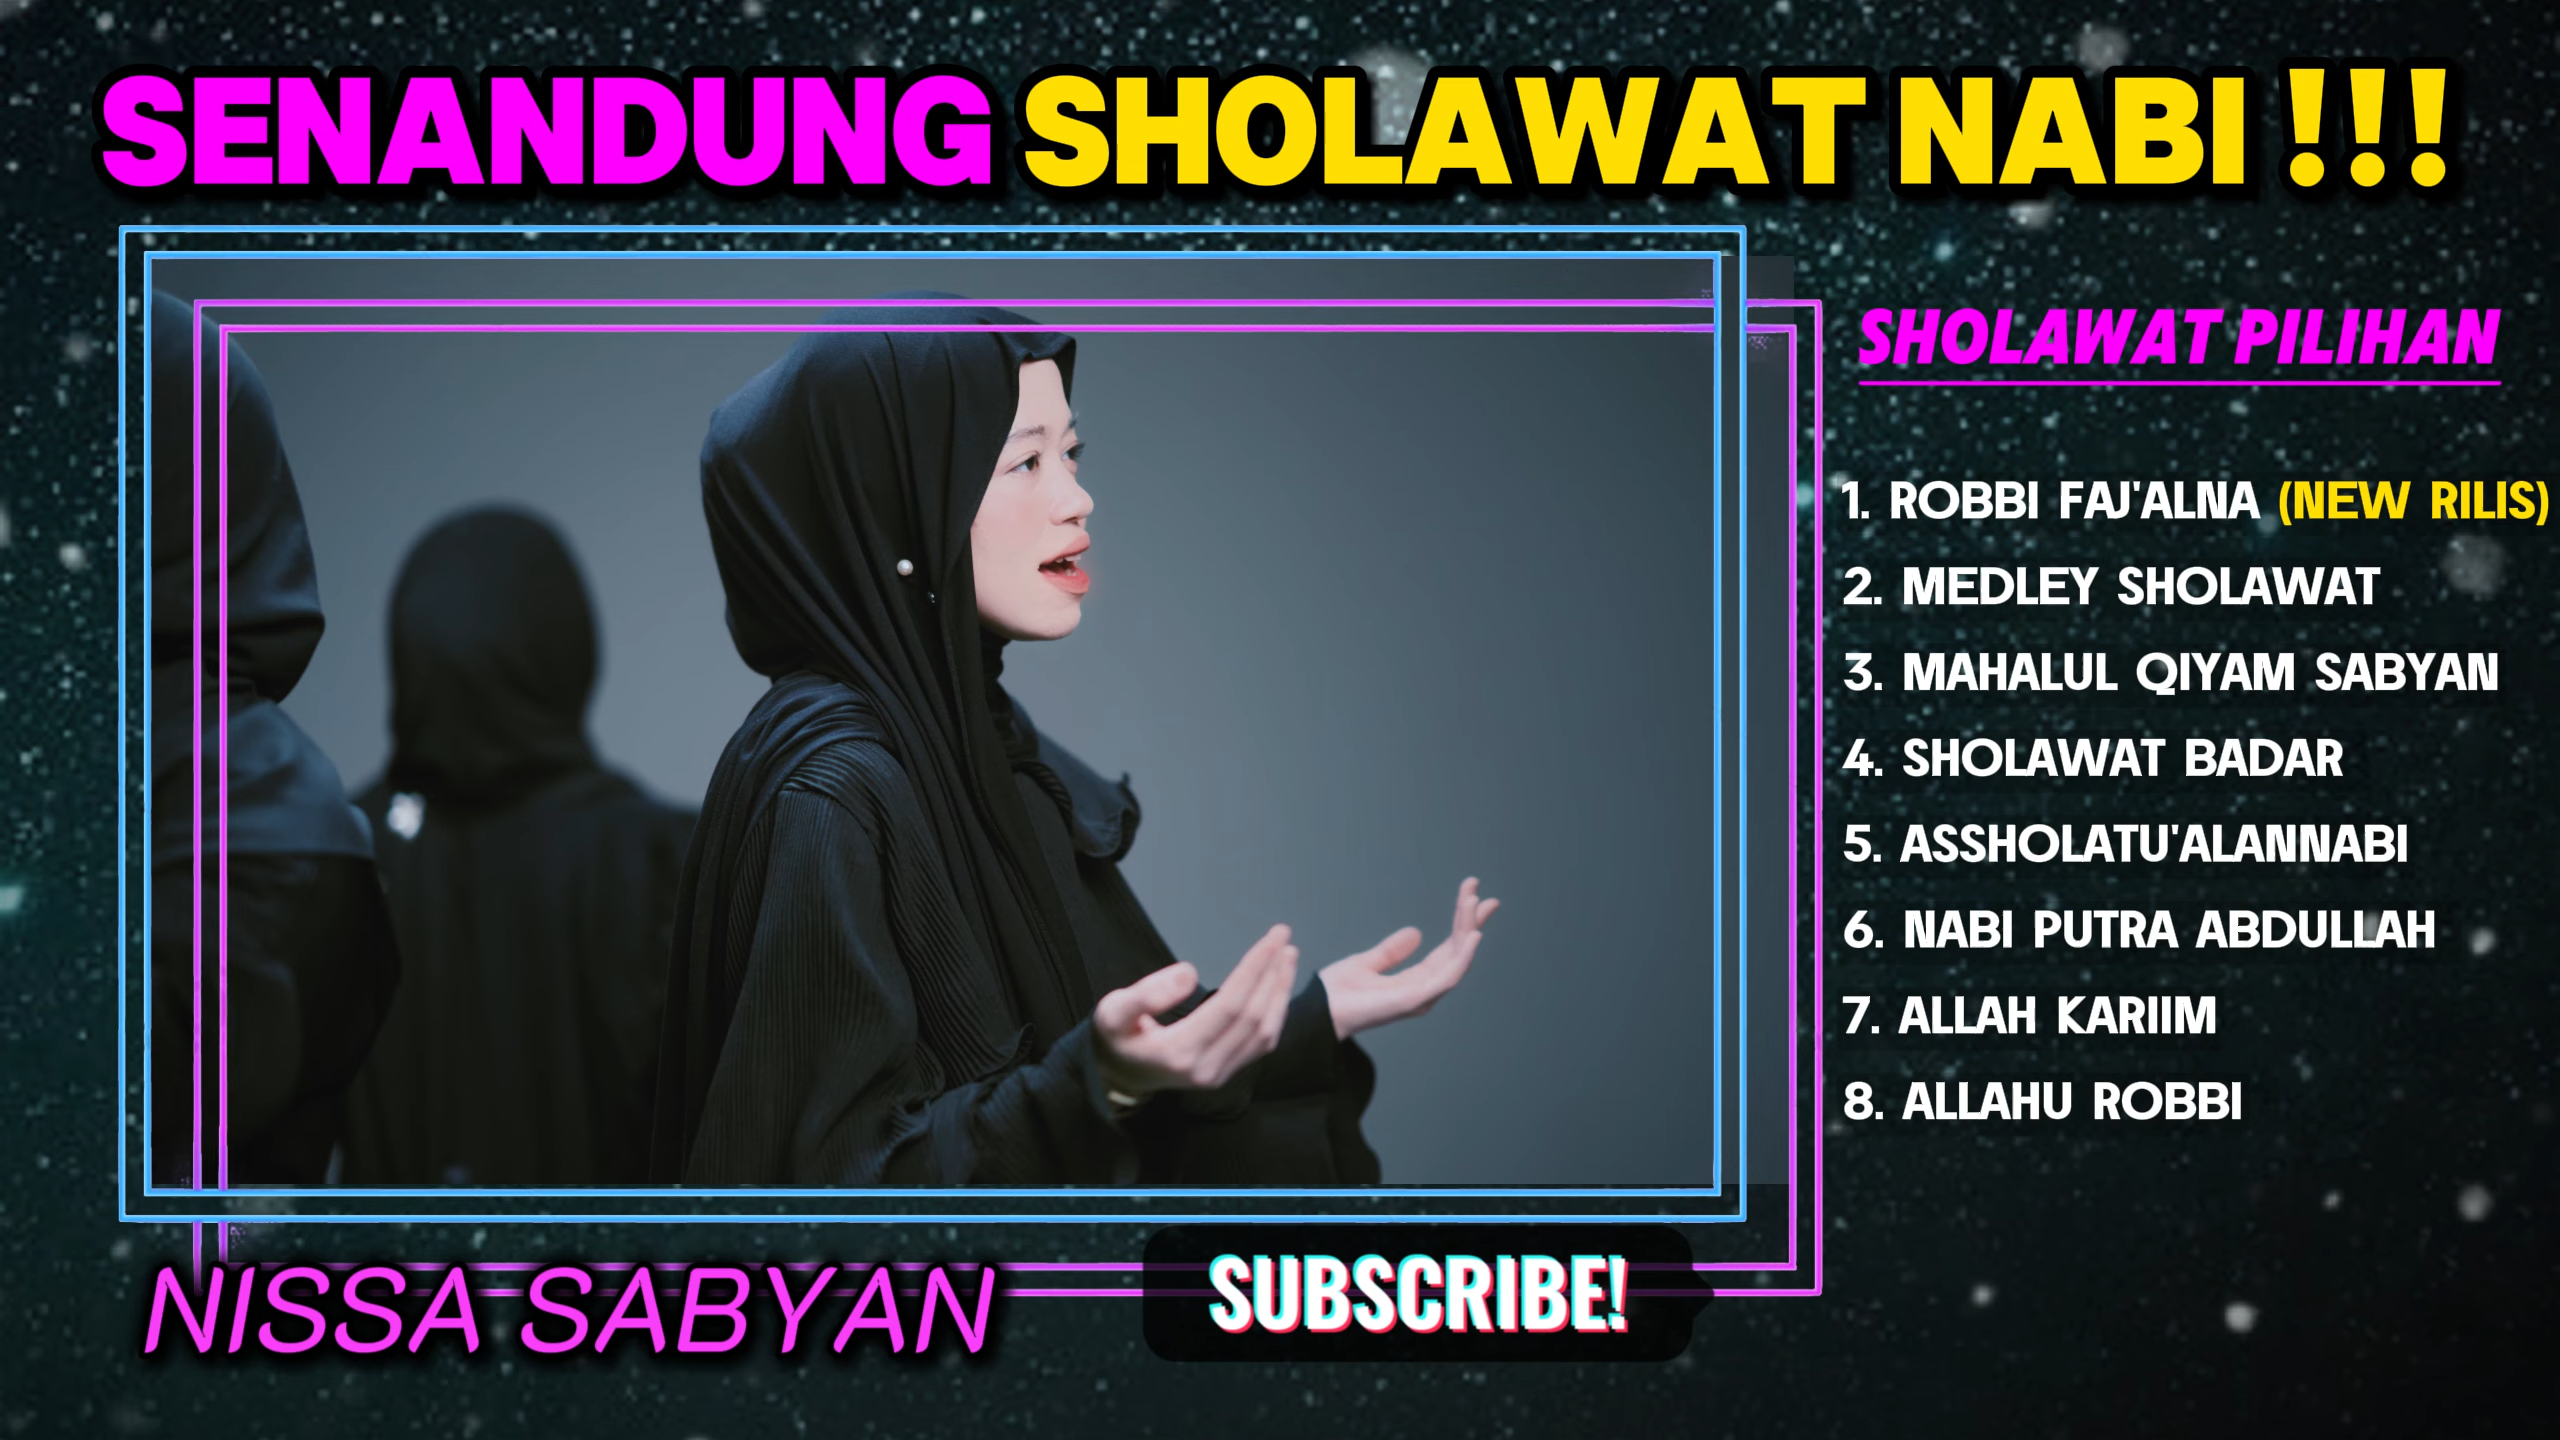 SENANDUNG SHOLAWAT NABI !!!
SHOLAWAT PILIHAN
1. ROBBI FAJ'ALNA (NEW RILIS)
2. MEDLEY SHOLAWAT
3. MAHALUL QIYAM SABYAN
4. SHOLAWAT BADAR
5. ASSHOLATU'ALANNABI
6. NABI PUTRA ABDULLAH
7. ALLAH KARIIM
8. ALLAHU ROBBI
NISSA SABYAN
SUBSCRIBE!